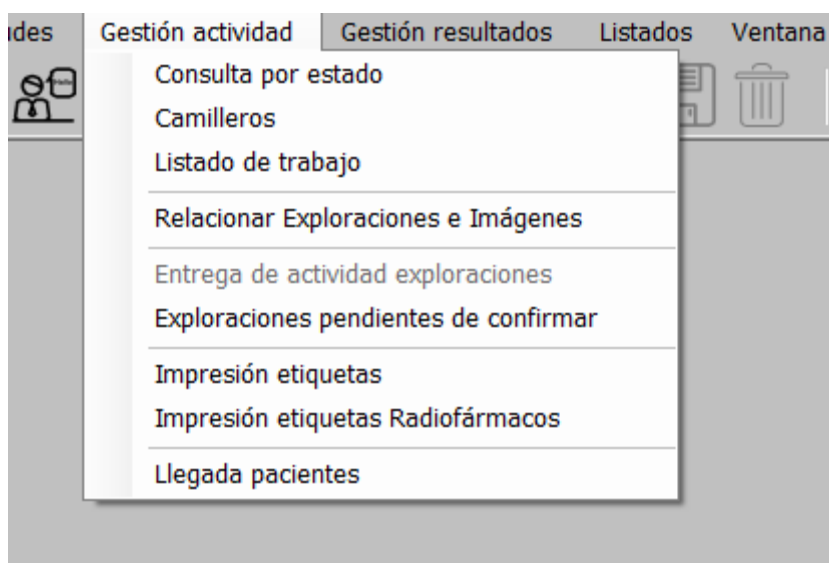 udes Gestión actividad Gestión resultados Listados Ventana
Consulta por estado
Camilleros
Listado de trabajo
Relacionar Exploraciones e Imágenes
Entrega de actividad exploraciones
Exploraciones pendientes de confirmar
Impresión etiquetas
Impresión etiquetas Radiofármacos
Llegada pacientes